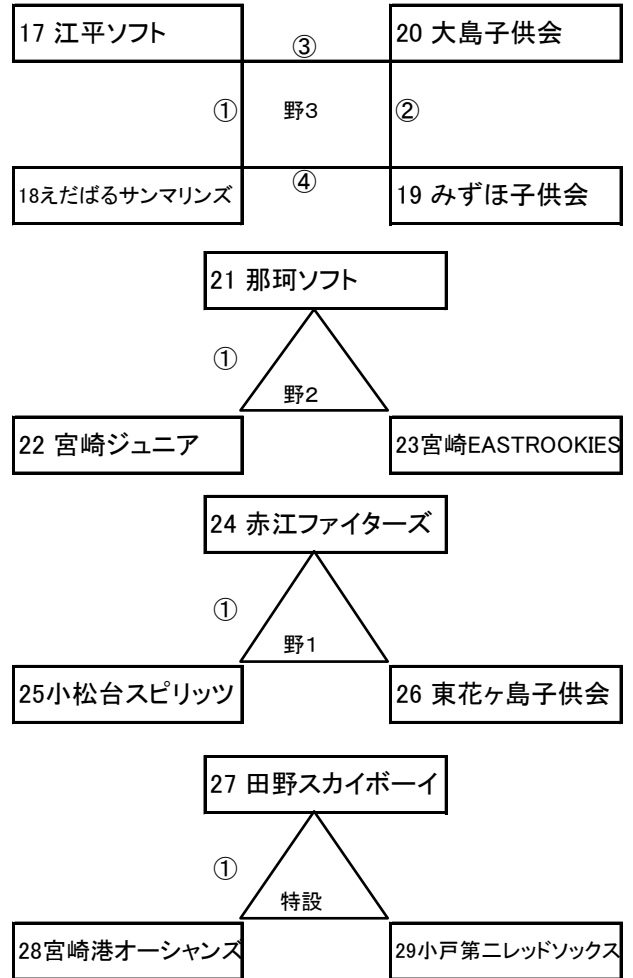 17 江平ソフト
③
20 大島子供会
①
野3
②
18えだばるサンマリンズ
④
19 みずほ子供会
21 那珂ソフト
①
野2
22 宮崎ジュニア
23宮崎EASTROOKIES
24 赤江ファイターズ
①
野1
25小松台スピリッツ
26 東花ヶ島子供会
27 田野スカイボーイ
①
特設
28宮崎港オーシャンズ
29小戸第二レッドソックス